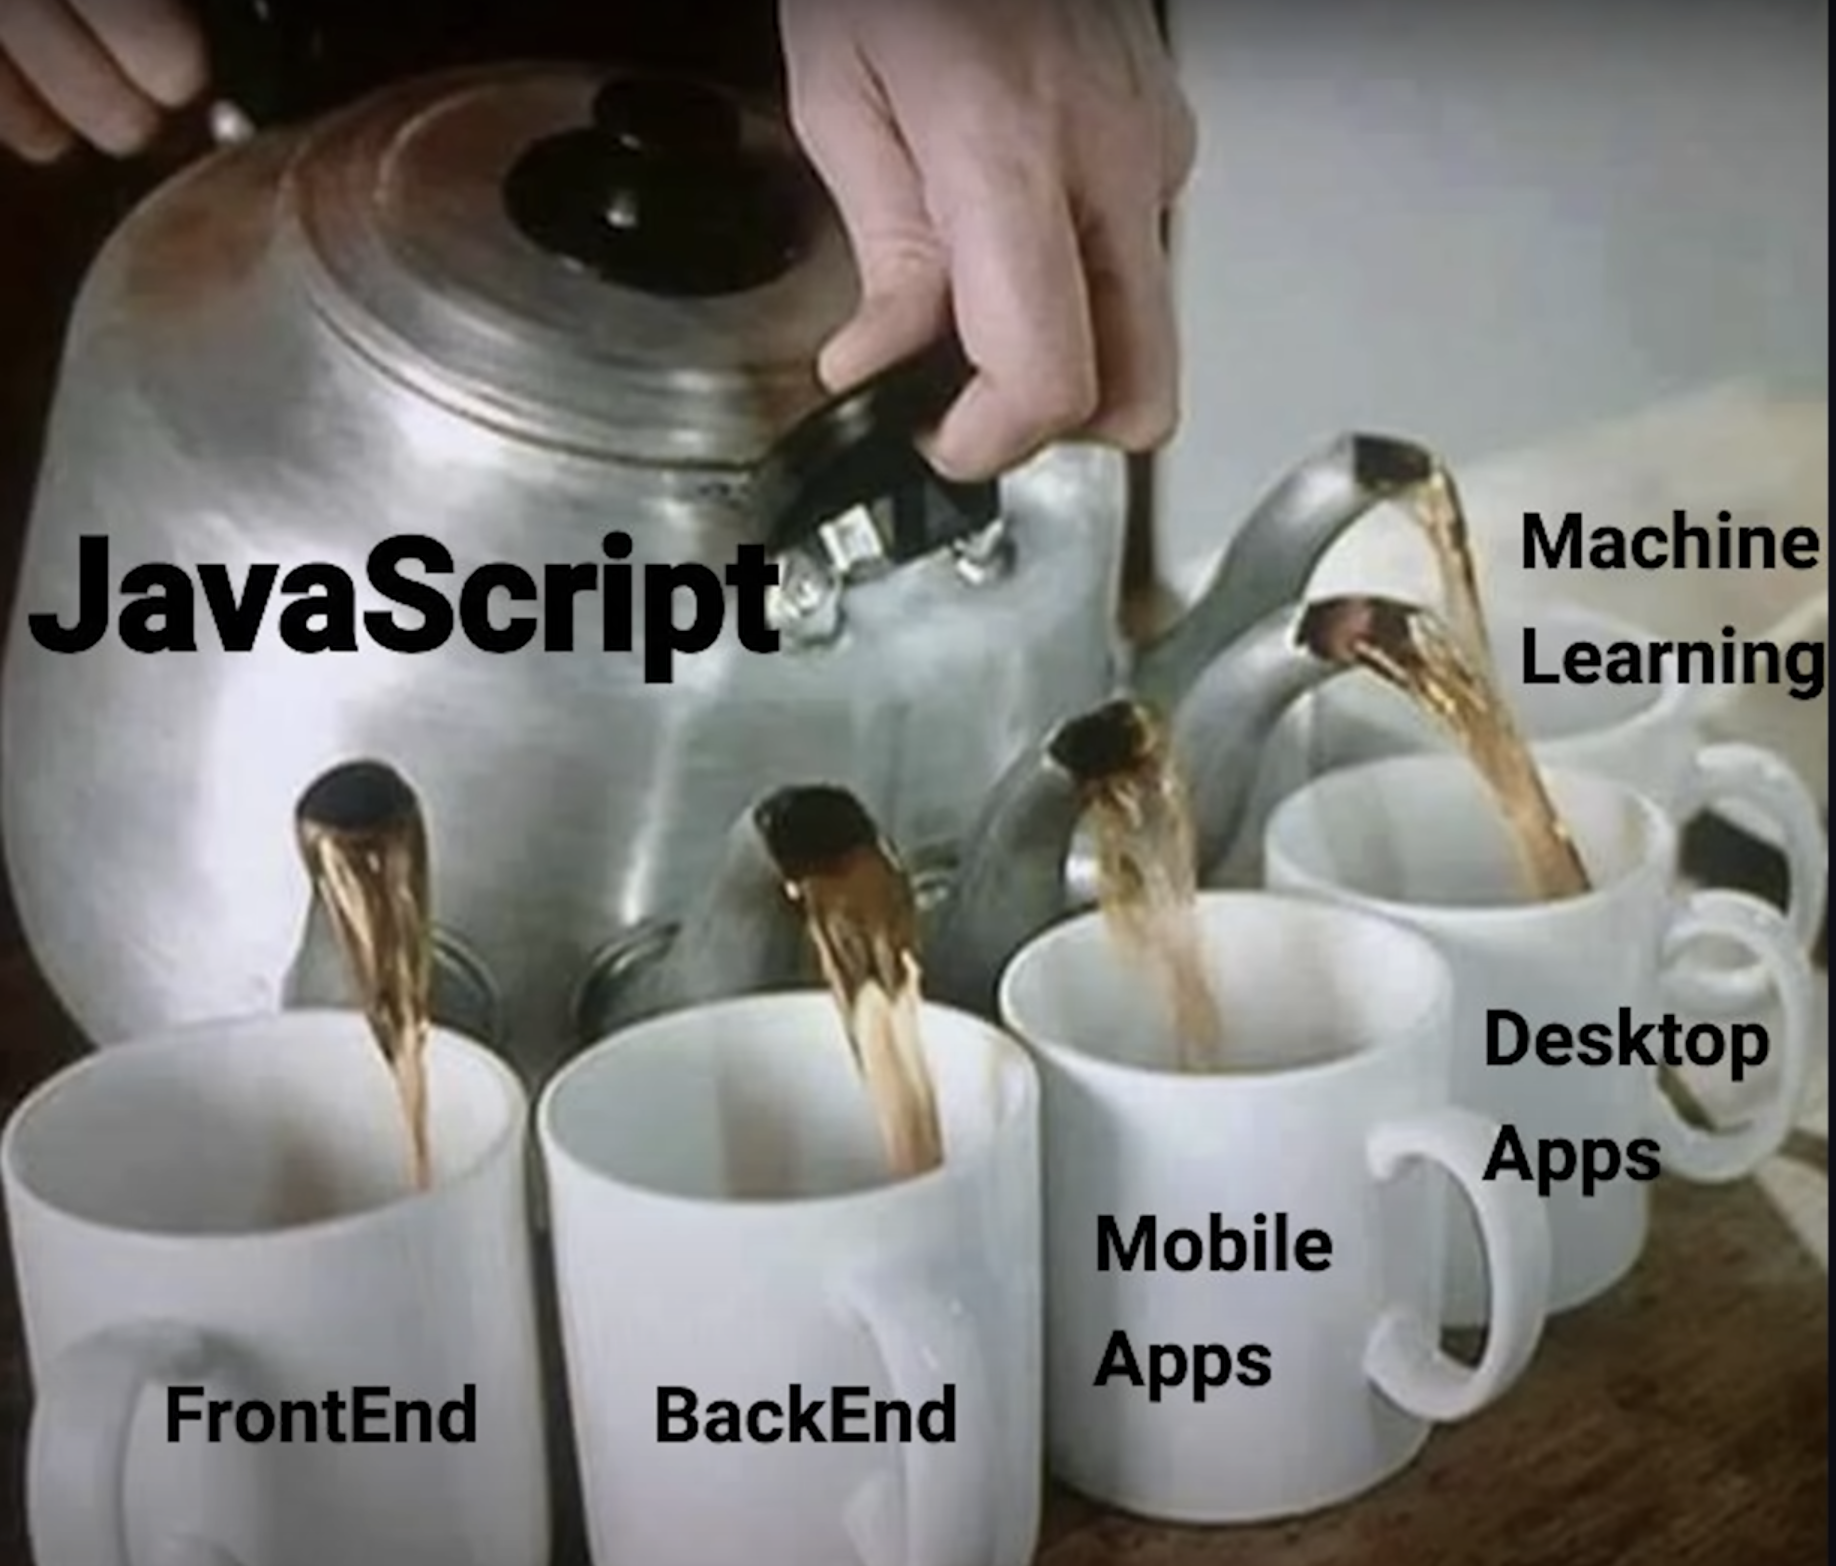 JavaScript
Machine
Learning
Desktop
Apps
Mobile
Apps
FrontEnd
BackEnd